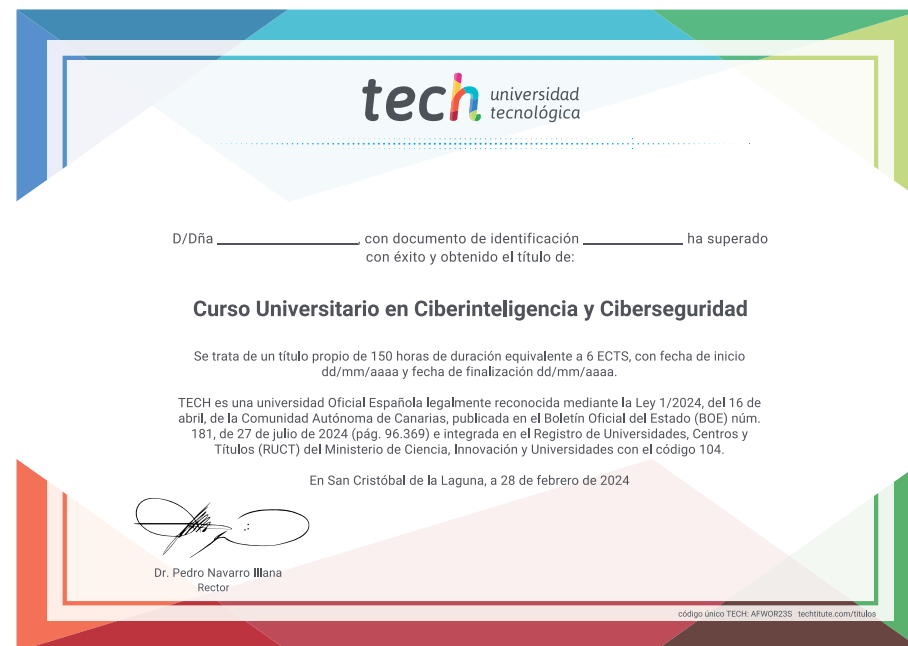 tech universidad
tecnológica
D/Dña ________________, con documento de identificación ____________ ha superado
con éxito y obtenido el título de:
Curso Universitario en Ciberinteligencia y Ciberseguridad
Se trata de un título propio de 150 horas de duración equivalente a 6 ECTS, con fecha de inicio
dd/mm/aaaa y fecha de finalización dd/mm/aaaa.
TECH es una universidad Oficial Española legalmente reconocida mediante la Ley 1/2024, del 16 de
abril, de la Comunidad Autónoma de Canarias, publicada en el Boletín Oficial del Estado (BOE) núm.
181, de 27 de julio de 2024 (pág. 96.369) e integrada en el Registro de Universidades, Centros y
Títulos (RUCT) del Ministerio de Ciencia, Innovación y Universidades con el código 104.
En San Cristóbal de la Laguna, a 28 de febrero de 2024
Dr. Pedro Navarro Illana
Rector
código único TECH: AFWOR23S techtitute.com/titulos